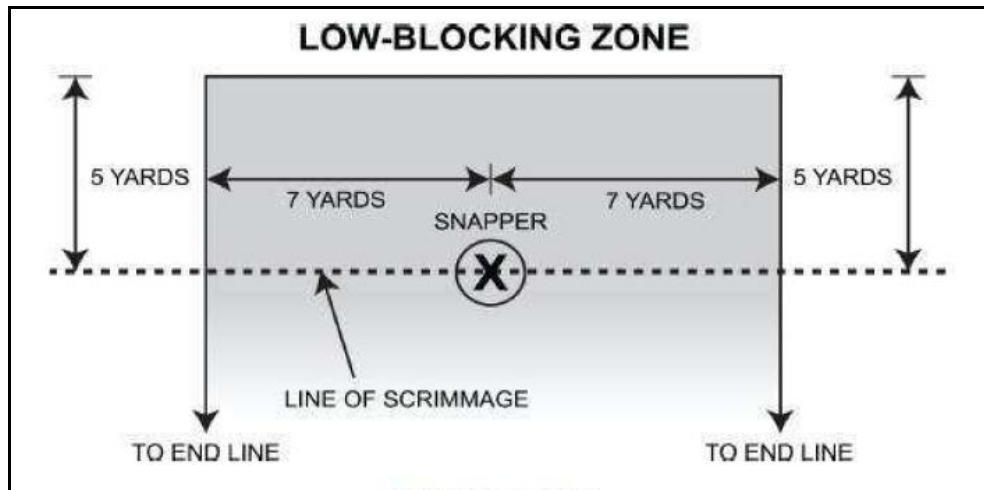 LOW-BLOCKING ZONE
5 YARDS
5 YARDS
7 YARDS
7 YARDS
SNAPPER
X
LINE OF SCRIMMAGE
TO END LINE
TO END LINE